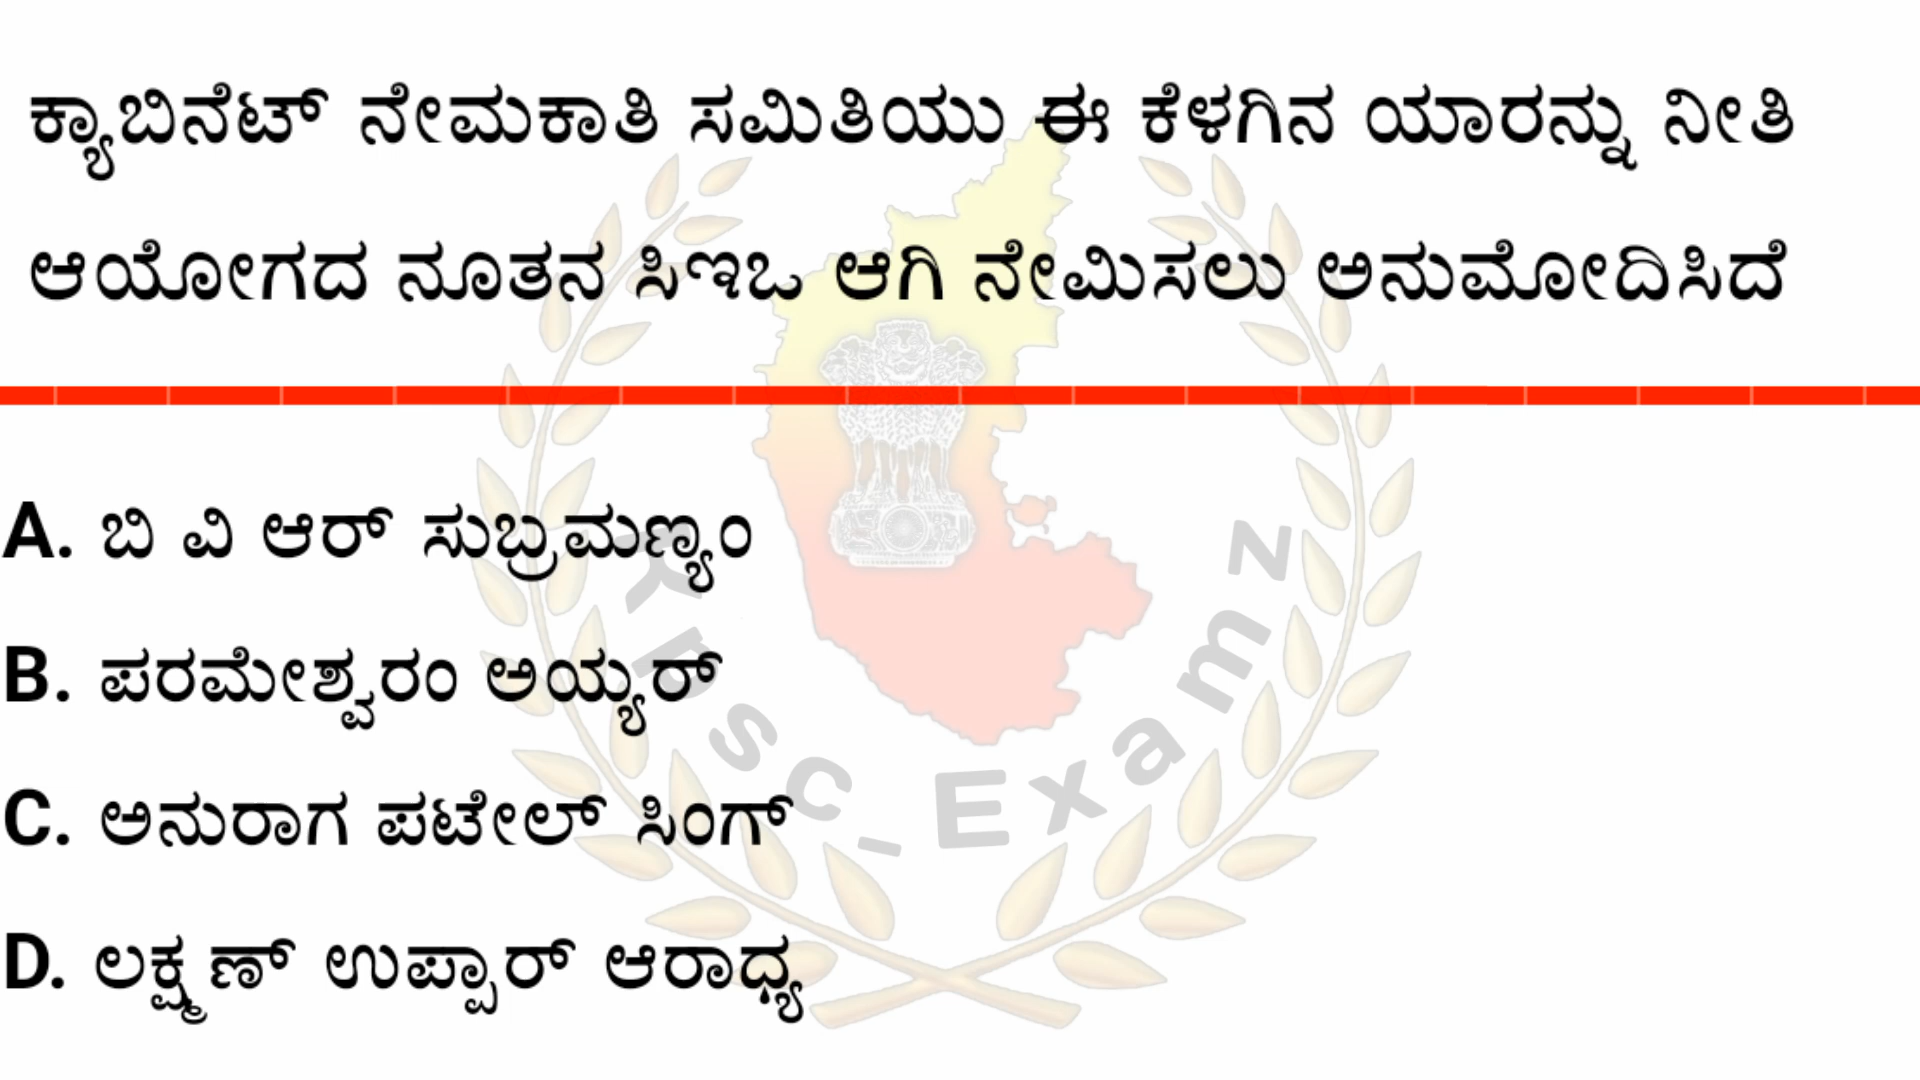 ಕ್ಯಾಬಿನೆಟ್ ನೇಮಕಾತಿ ಸಮಿತಿಯು ಈ ಕೆಳಗಿನ ಯಾರನ್ನು ನೀತಿ
ಆಯೋಗದ ನೂತನ ಸಿಇಒ ಆಗಿ ನೇಮಿಸಲು ಅನುಮೋದಿಸಿದೆ
A. ಬಿ ವಿ ಆರ್ ಸುಬ್ರಮಣ್ಯಂ
B. ಪರಮೇಶ್ವರಂ ಅಯ್ಯರ್
C. ಅನುರಾಗ ಪಟೇಲ್ ಸಿಂಗ್
D. ಲಕ್ಷ್ಮಣ್ ಉಪ್ಪಾರ್ ಆರಾಧ್ಯ
Kpsc_Examz